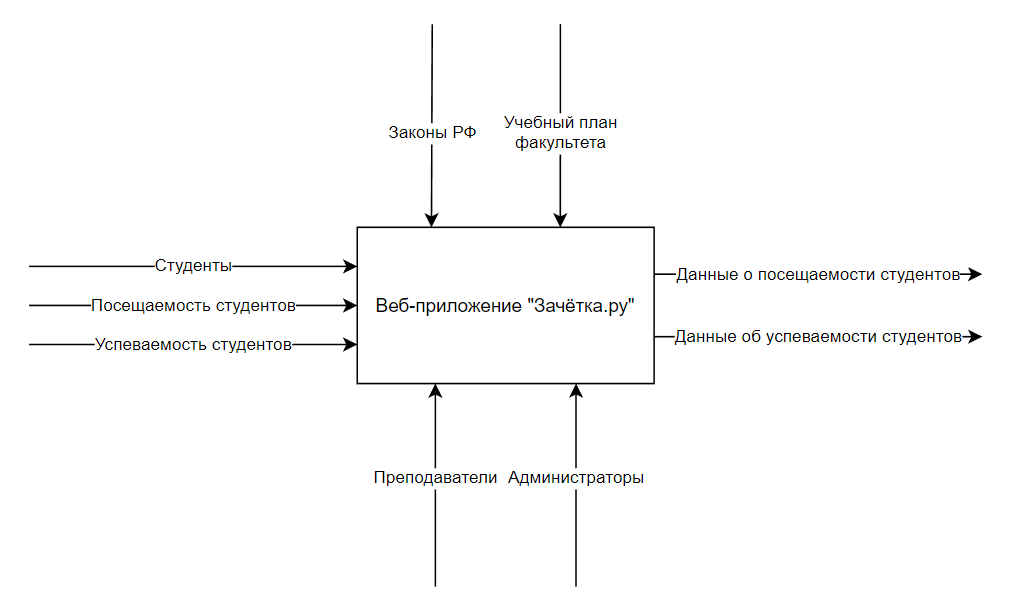 Законы РФ
Учебный план
факультета
Студенты
Посещаемость студентов
Успеваемость студентов
Веб-приложение "Зачётка.ру"
Данные о посещаемости студентов
Данные об успеваемости студентов
Преподаватели
Администраторы